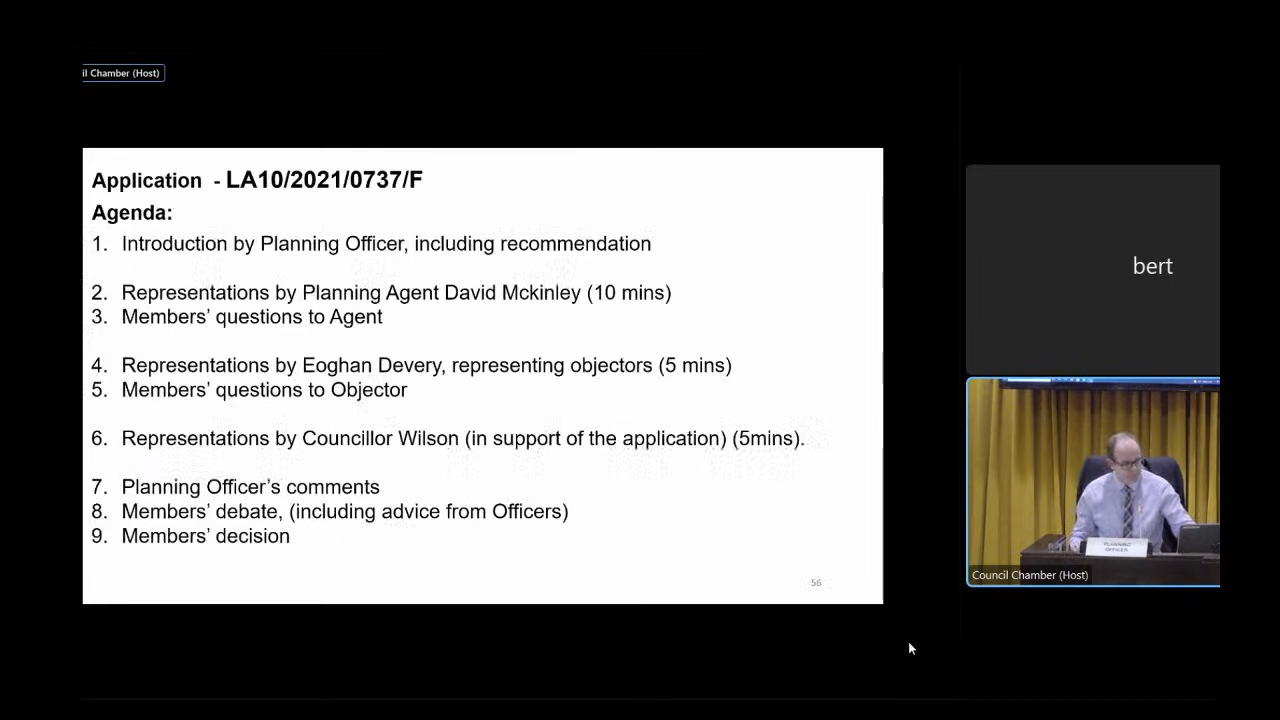 il Chamber (Host)
Application - LA10/2021/0737/F
Agenda:
1. Introduction by Planning Officer, including recommendation
2. Representations by Planning Agent David Mckinley (10 mins)
3. Members’ questions to Agent
4. Representations by Eoghan Devery, representing objectors (5 mins)
5. Members’ questions to Objector
6. Representations by Councillor Wilson (in support of the application) (5mins).
7. Planning Officer’s comments
8. Members’ debate, (including advice from Officers)
9. Members’ decision
56
bert
PLANNING
OFFICER
Council Chamber (Host)